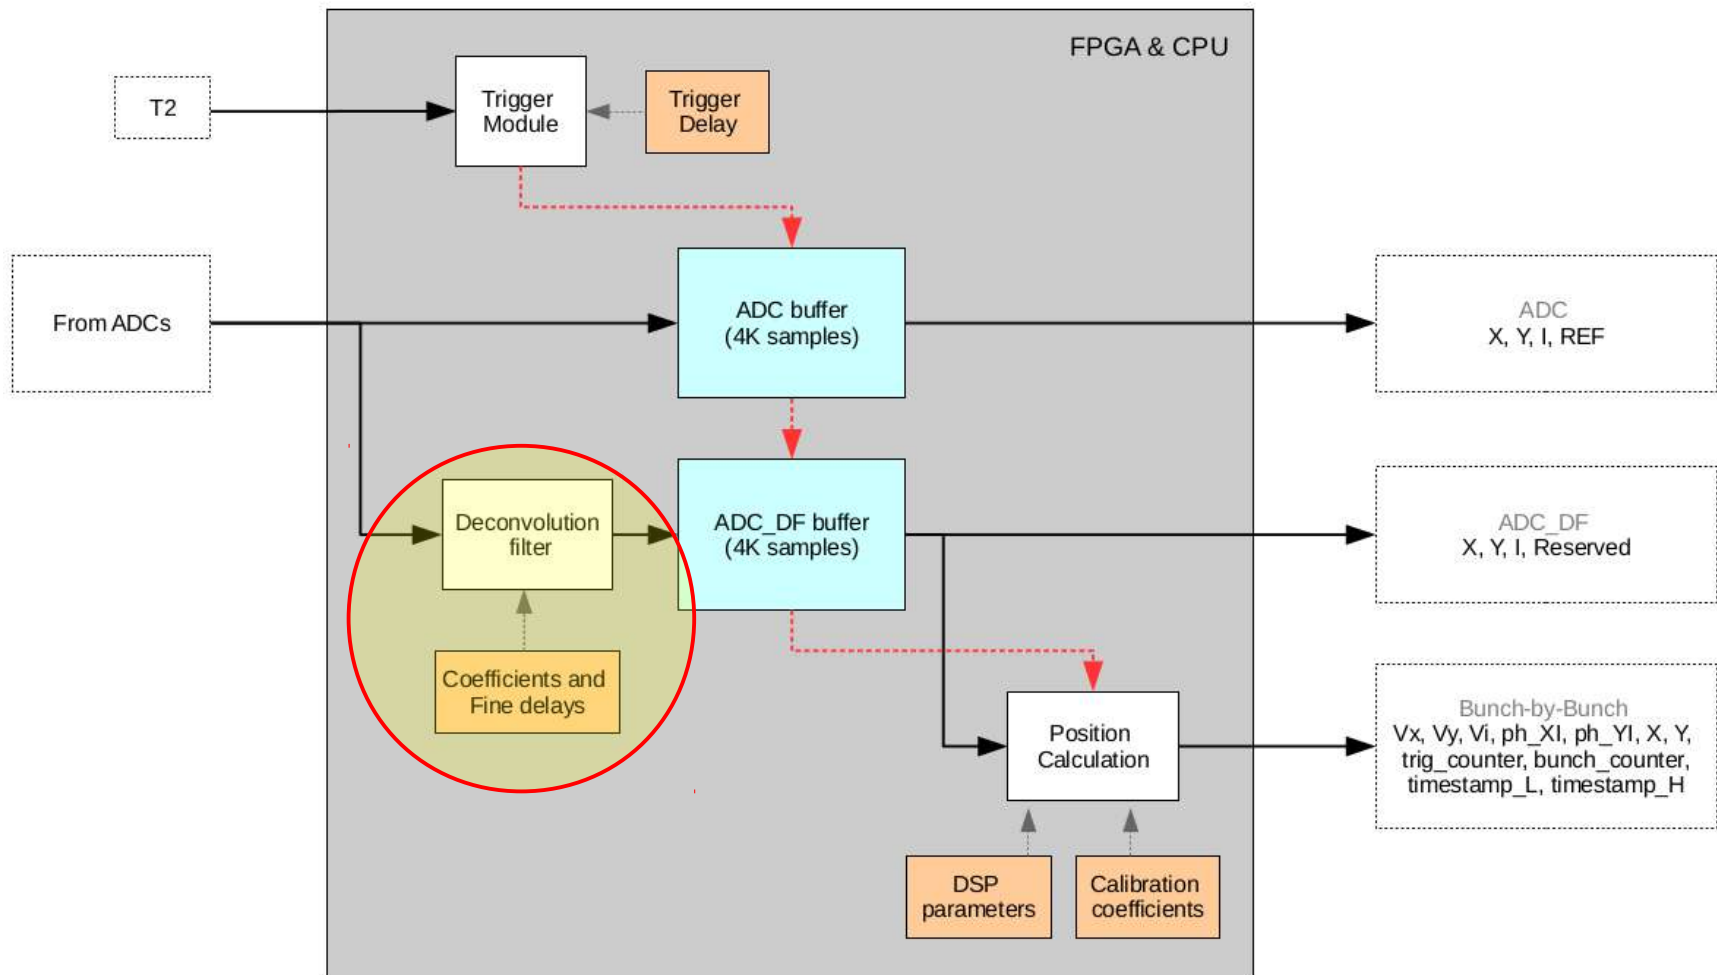 FPGA & CPU
T2
Trigger
Module
Trigger
Delay
From ADCs
ADC buffer
(4K samples)
ADC
X, Y, I, REF
Deconvolution
filter
ADC_DF buffer
(4K samples)
ADC_DF
X, Y, I, Reserved
Coefficients and
Fine delays
Position
Calculation
Bunch-by-Bunch
Vx, Vy, Vi, ph_XI, ph_YI, X, Y,
trig_counter, bunch_counter,
timestamp_L, timestamp_H
DSP
parameters
Calibration
coefficients